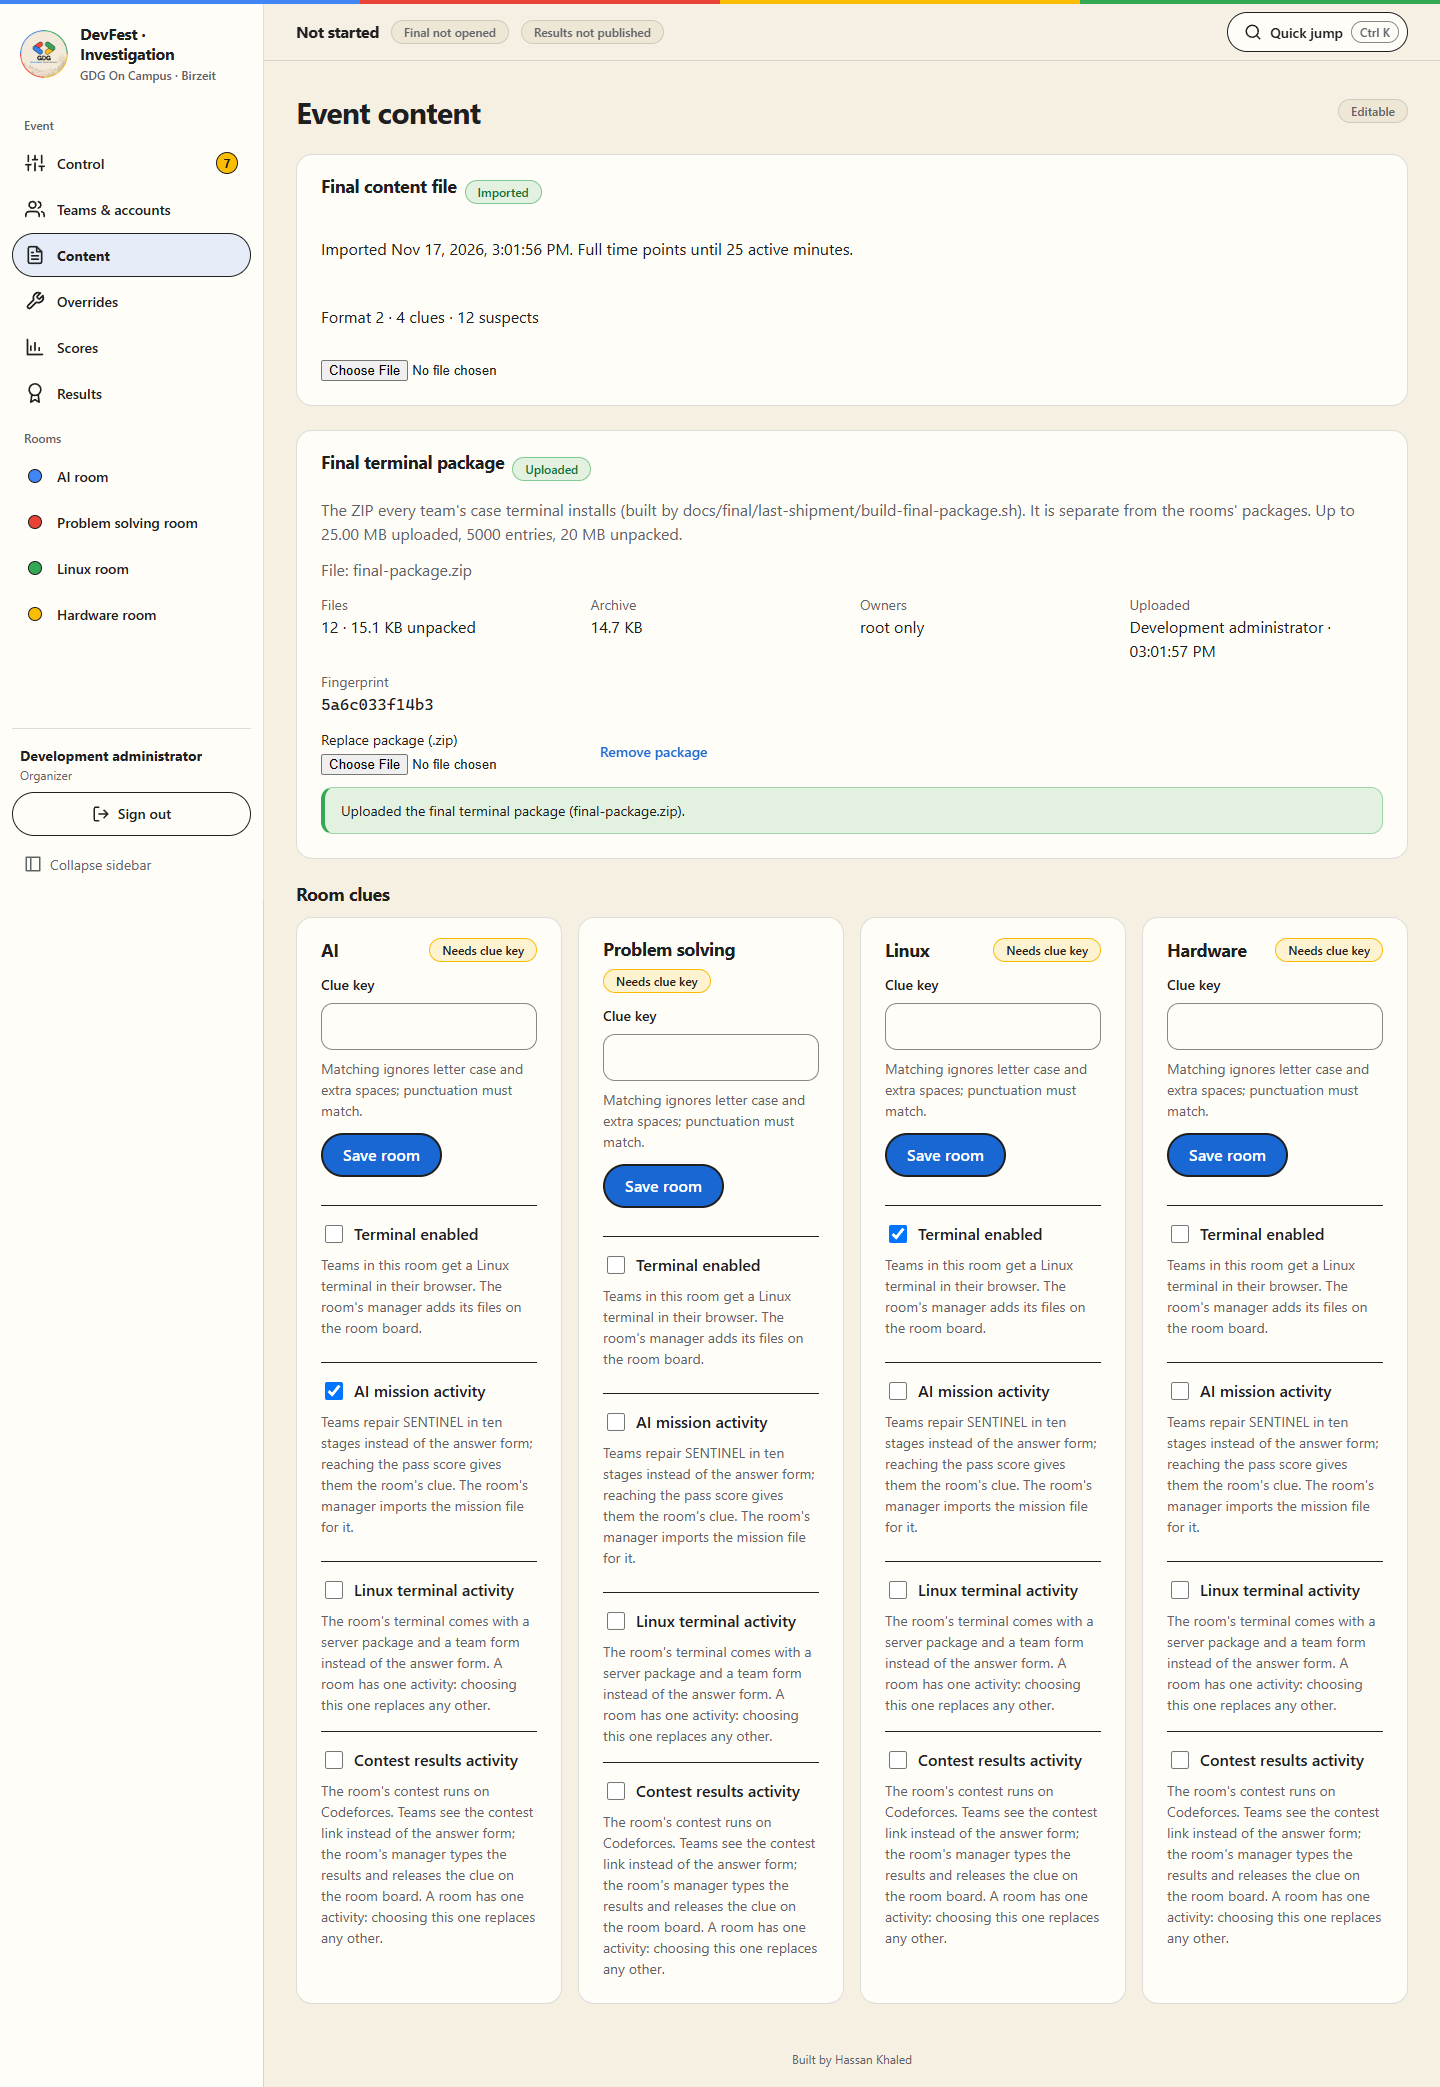 DevFest ·
Investigation
GDG On Campus · Birzeit
Event
Control
7
Teams & accounts
Content
Overrides
Scores
Results
Rooms
AI room
Problem solving room
Linux room
Hardware room
Development administrator
Organizer
Sign out
Collapse sidebar
Not started
Final not opened
Results not published
Quick jump
Ctrl K
Event content
Editable
Final content file
Imported
Imported Nov 17, 2026, 3:01:56 PM. Full time points until 25 active minutes.
Format 2 · 4 clues · 12 suspects
Choose File No file chosen
Final terminal package
Uploaded
The ZIP every team's case terminal installs (built by docs/final/last-shipment/build-final-package.sh). It is separate from the rooms' packages. Up to
25.00 MB uploaded, 5000 entries, 20 MB unpacked.
File: final-package.zip
Files
12 · 15.1 KB unpacked
Archive
14.7 KB
Owners
root only
Uploaded
Development administrator ·
03:01:57 PM
Fingerprint
5a6c033f14b3
Replace package (.zip)
Choose File No file chosen
Remove package
Uploaded the final terminal package (final-package.zip).
Room clues
AI
Needs clue key
Clue key
Matching ignores letter case and
extra spaces; punctuation must
match.
Save room
Terminal enabled
Teams in this room get a Linux
terminal in their browser. The
room's manager adds its files on
the room board.
AI mission activity
Teams repair SENTINEL in ten
stages instead of the answer form;
reaching the pass score gives
them the room's clue. The room's
manager imports the mission file
for it.
Linux terminal activity
The room's terminal comes with a
server package and a team form
instead of the answer form. A
room has one activity: choosing
this one replaces any other.
Contest results activity
The room's contest runs on
Codeforces. Teams see the contest
link instead of the answer form;
the room's manager types the
results and releases the clue on
the room board. A room has one
activity: choosing this one replaces
any other.
Problem solving
Needs clue key
Clue key
Matching ignores letter case and
extra spaces; punctuation must
match.
Save room
Terminal enabled
Teams in this room get a Linux
terminal in their browser. The
room's manager adds its files on
the room board.
AI mission activity
Teams repair SENTINEL in ten
stages instead of the answer form;
reaching the pass score gives
them the room's clue. The room's
manager imports the mission file
for it.
Linux terminal activity
The room's terminal comes with a
server package and a team form
instead of the answer form. A
room has one activity: choosing
this one replaces any other.
Contest results activity
The room's contest runs on
Codeforces. Teams see the contest
link instead of the answer form;
the room's manager types the
results and releases the clue on
the room board. A room has one
activity: choosing this one replaces
any other.
Linux
Needs clue key
Clue key
Matching ignores letter case and
extra spaces; punctuation must
match.
Save room
Terminal enabled
Teams in this room get a Linux
terminal in their browser. The
room's manager adds its files on
the room board.
AI mission activity
Teams repair SENTINEL in ten
stages instead of the answer form;
reaching the pass score gives
them the room's clue. The room's
manager imports the mission file
for it.
Linux terminal activity
The room's terminal comes with a
server package and a team form
instead of the answer form. A
room has one activity: choosing
this one replaces any other.
Contest results activity
The room's contest runs on
Codeforces. Teams see the contest
link instead of the answer form;
the room's manager types the
results and releases the clue on
the room board. A room has one
activity: choosing this one replaces
any other.
Hardware
Needs clue key
Clue key
Matching ignores letter case and
extra spaces; punctuation must
match.
Save room
Terminal enabled
Teams in this room get a Linux
terminal in their browser. The
room's manager adds its files on
the room board.
AI mission activity
Teams repair SENTINEL in ten
stages instead of the answer form;
reaching the pass score gives
them the room's clue. The room's
manager imports the mission file
for it.
Linux terminal activity
The room's terminal comes with a
server package and a team form
instead of the answer form. A
room has one activity: choosing
this one replaces any other.
Contest results activity
The room's contest runs on
Codeforces. Teams see the contest
link instead of the answer form;
the room's manager types the
results and releases the clue on
the room board. A room has one
activity: choosing this one replaces
any other.
Built by Hassan Khaled